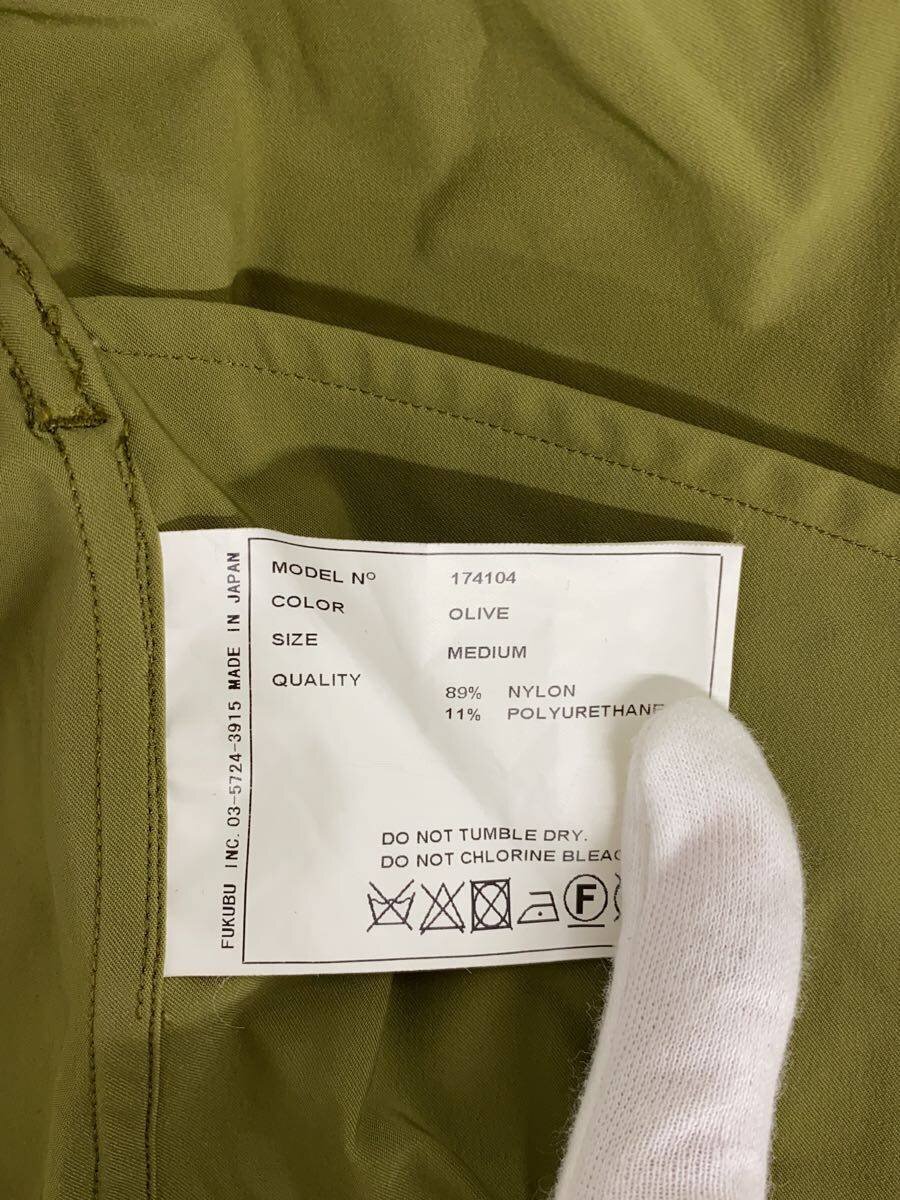 FUKUBU INC. 03-5724-3915 MADE IN JAPAN
MODEL Nº 174104
COLOR OLIVE
SIZE MEDIUM
QUALITY 89% NYLON
11% POLYURETHANE
DO NOT TUMBLE DRY.
DO NOT CHLORINE
F